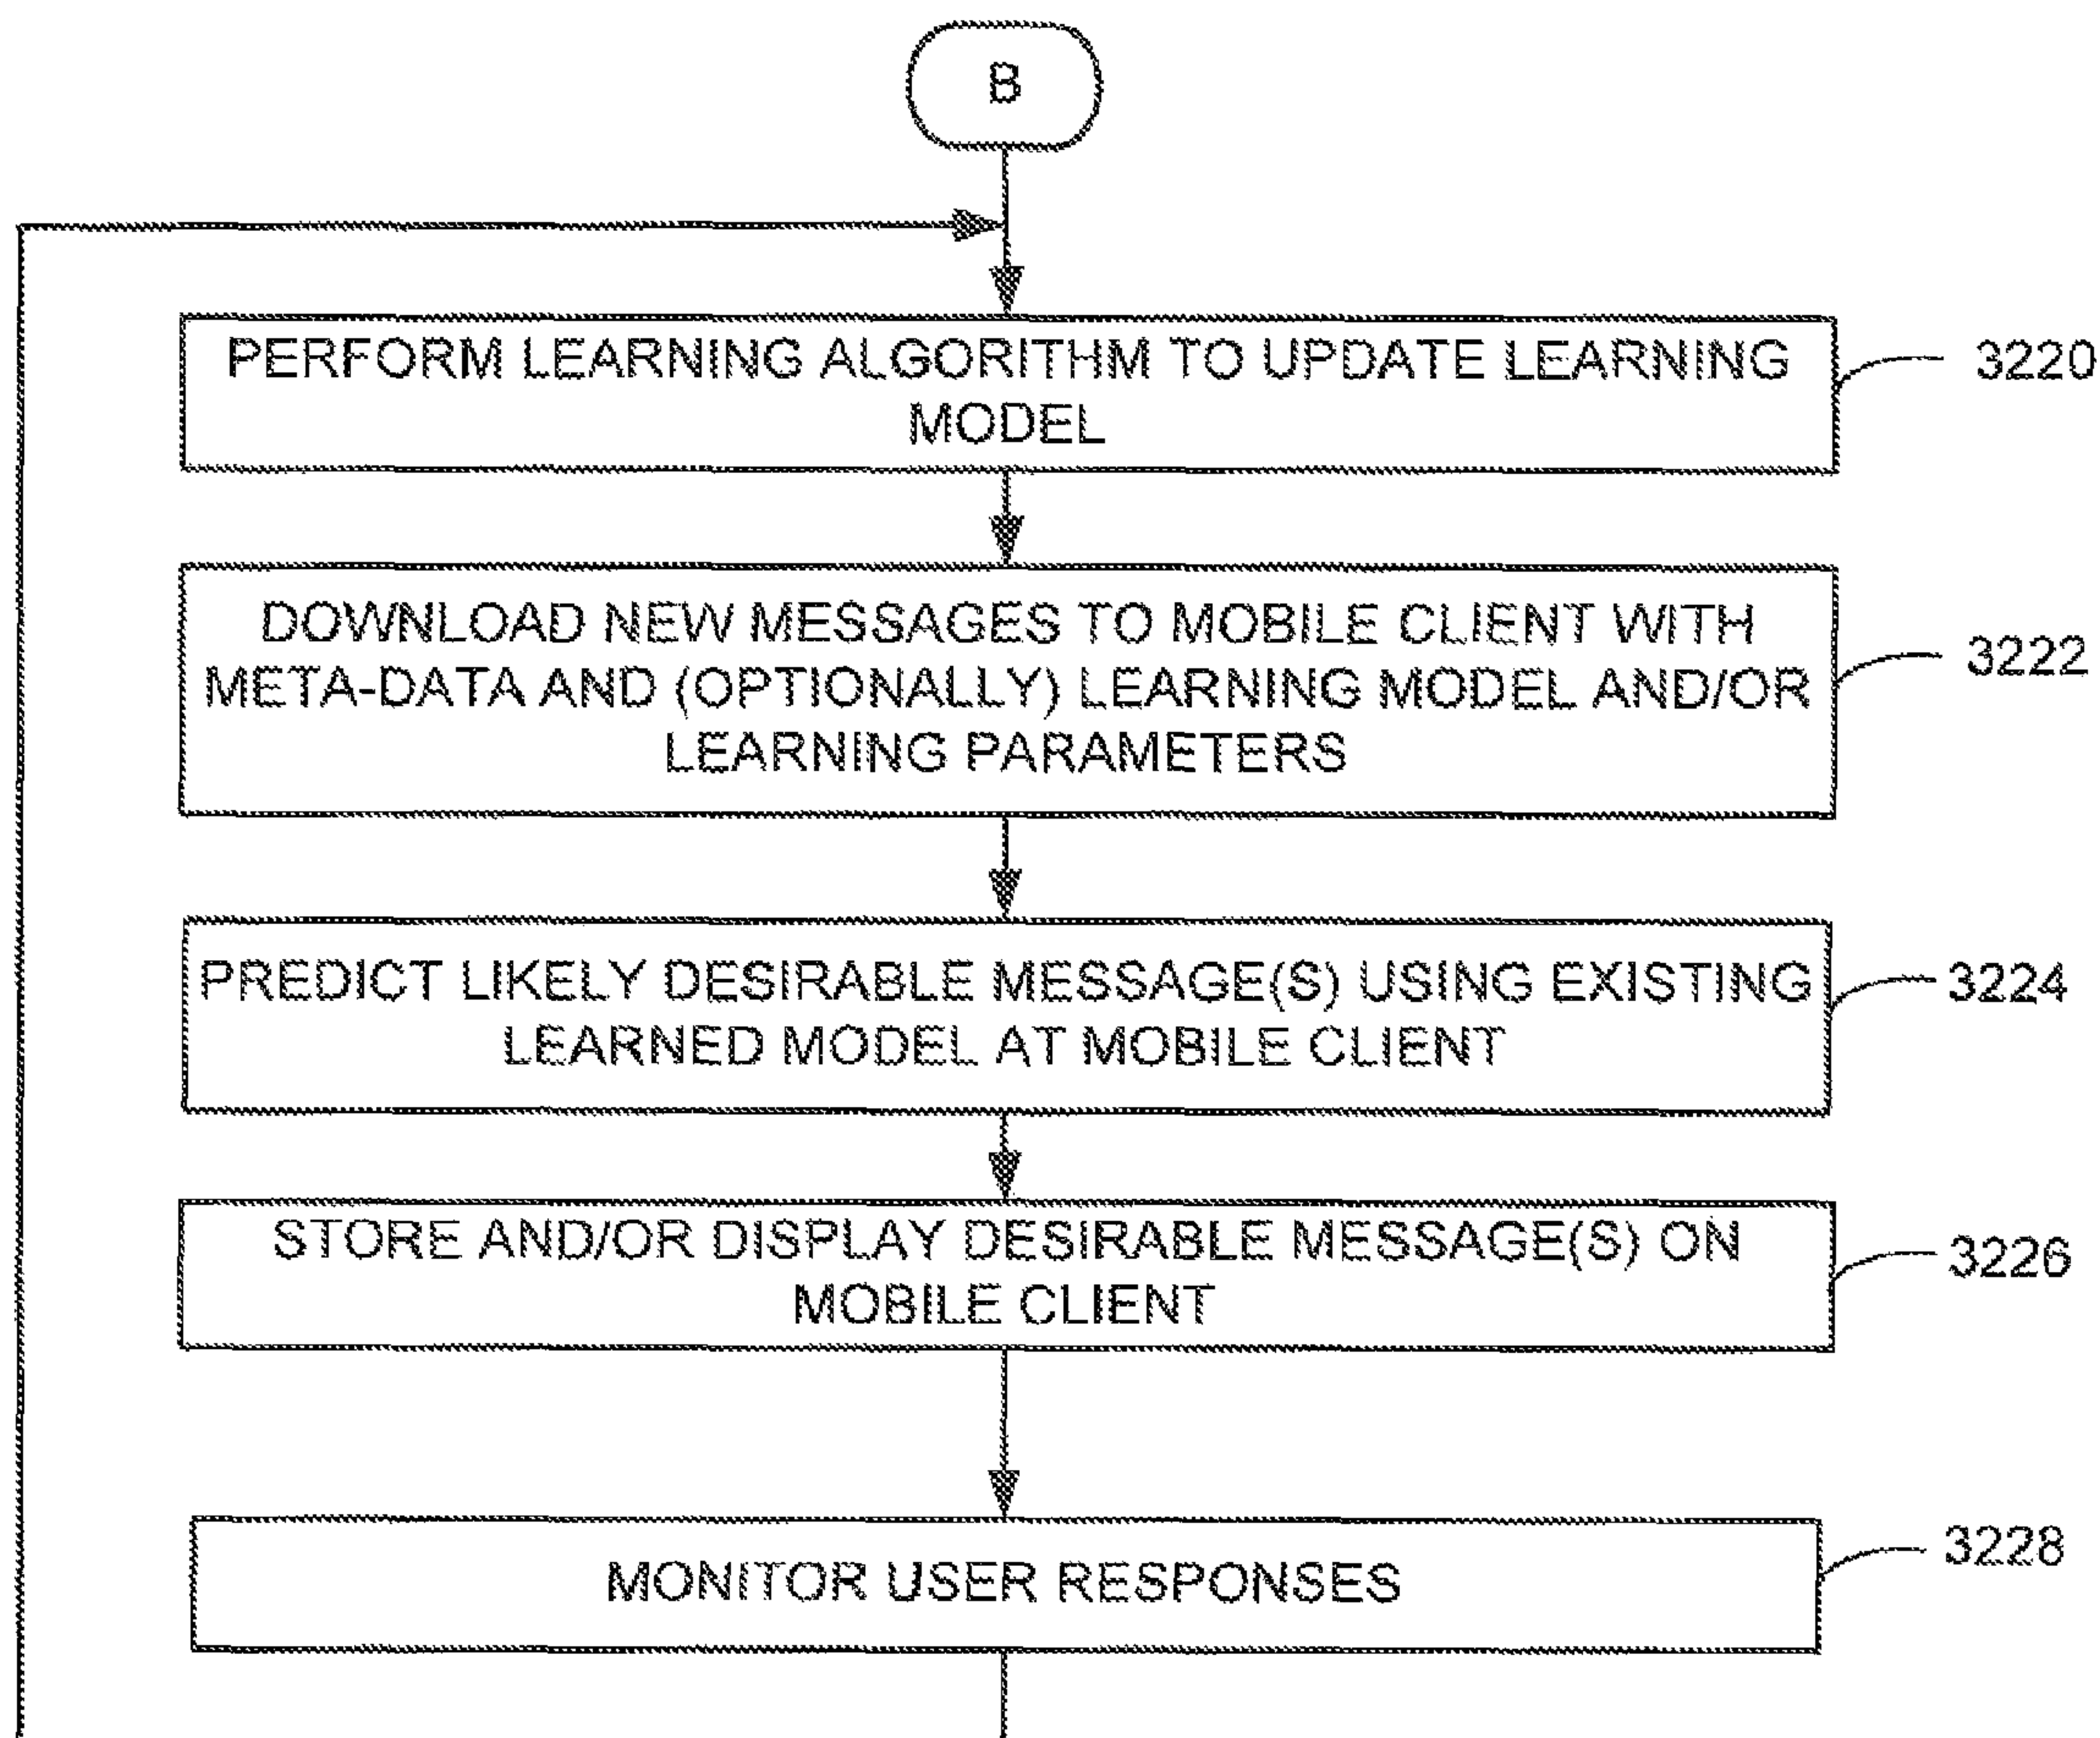 B
PERFORM LEARNING ALGORITHM TO UPDATE LEARNING
MODEL
3220
DOWNLOAD NEW MESSAGES TO MOBILE CLIENT WITH
META-DATA AND (OPTIONALLY) LEARNING MODEL AND/OR
LEARNING PARAMETERS
3222
PREDICT LIKELY DESIRABLE MESSAGE(S) USING EXISTING
LEARNED MODEL AT MOBILE CLIENT
3224
STORE AND/OR DISPLAY DESIRABLE MESSAGE(S) ON
MOBILE CLIENT
3226
MONITOR USER RESPONSES
3228